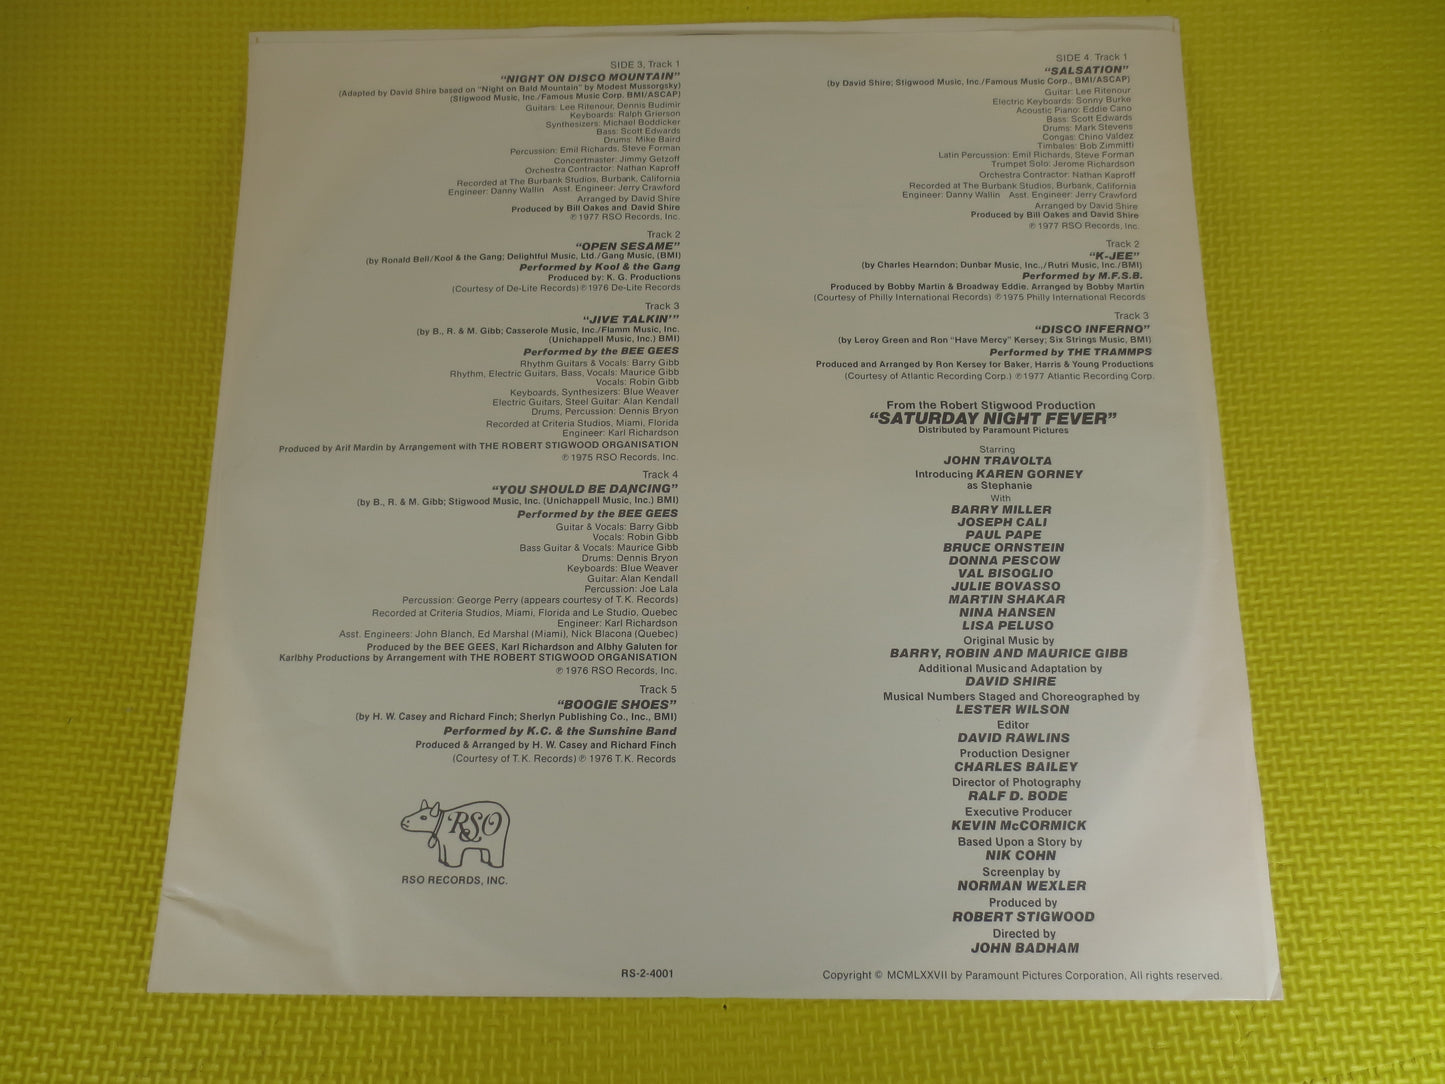 SIDE 3, Track 1
"NIGHT ON DISCO MOUNTAIN"
(Adapted by David Shire based on "Night on Bald Mountain" by Modest Mussorgsky)
(Stigwood Music, Inc./Famous Music Corp. BMI/ASCAP)
Guitars: Lee Ritenour, Dennis Budimir
Keyboards: Ralph Grierson
Synthesizers: Michael Boddicker
Bass: Scott Edwards
Drums: Mike Baird
Percussion: Emil Richards, Steve Forman
Concertmaster: Jimmy Getzoff
Orchestra Contractor: Nathan Kaproff
Recorded at The Burbank Studios, Burbank, California
Engineer: Danny Wallin Asst. Engineer: Jerry Crawford
Arranged by David Shire
Produced by Bill Oakes and David Shire
℗ 1977 RSO Records, Inc.
Track 2
"OPEN SESAME"
(by Ronald Bell/Kool & the Gang; Delightful Music, Ltd./Gang Music, (BMI)
Performed by Kool & the Gang
Produced by: K. G. Productions
(Courtesy of De-Lite Records) ℗ 1976 De-Lite Records
Track 3
"JIVE TALKIN'"
(by B., R. & M. Gibb; Casserole Music, Inc./Flamm Music, Inc.
(Unichappell Music, Inc.) BMI)
Performed by the BEE GEES
Rhythm Guitars & Vocals: Barry Gibb
Rhythm, Electric Guitars, Bass, Vocals: Maurice Gibb
Vocals: Robin Gibb
Keyboards, Synthesizers: Blue Weaver
Electric Guitars, Steel Guitar: Alan Kendall
Drums, Percussion: Dennis Bryon
Recorded at Criteria Studios, Miami, Florida
Engineer: Karl Richardson
Produced by Arif Mardin by Arrangement with THE ROBERT STIGWOOD ORGANISATION
℗ 1975 RSO Records, Inc.
Track 4
"YOU SHOULD BE DANCING"
(by B., R. & M. Gibb; Stigwood Music, Inc. (Unichappell Music, Inc.) BMI)
Performed by the BEE GEES
Guitar & Vocals: Barry Gibb
Vocals: Robin Gibb
Bass Guitar & Vocals: Maurice Gibb
Drums: Dennis Bryon
Keyboards: Blue Weaver
Guitar: Alan Kendall
Percussion: Joe Lala
Percussion: George Perry (appears courtesy of T.K. Records)
Recorded at Criteria Studios, Miami, Florida and Le Studio, Quebec
Engineer: Karl Richardson
Asst. Engineers: John Blanch, Ed Marshal (Miami), Nick Blacona (Quebec)
Produced by the BEE GEES, Karl Richardson and Albhy Galuten for
Karlbhy Productions by Arrangement with THE ROBERT STIGWOOD ORGANISATION
℗ 1976 RSO Records, Inc.
Track 5
"BOOGIE SHOES"
(by H. W. Casey and Richard Finch; Sherlyn Publishing Co., Inc., BMI)
Performed by K.C. & the Sunshine Band
Produced & Arranged by H. W. Casey and Richard Finch
(Courtesy of T.K. Records) ℗ 1976 T.K. Records
RSO
RSO RECORDS, INC.
RS-2-4001
SIDE 4, Track 1
"SALSATION"
(by David Shire; Stigwood Music, Inc./Famous Music Corp., BMI/ASCAP)
Guitar: Lee Ritenour
Electric Keyboards: Sonny Burke
Acoustic Piano: Eddie Cano
Bass: Scott Edwards
Drums: Mark Stevens
Congas: Chino Valdez
Timbales: Bob Zimmitti
Latin Percussion: Emil Richards, Steve Forman
Trumpet Solo: Jerome Richardson
Orchestra Contractor: Nathan Kaproff
Recorded at The Burbank Studios, Burbank, California
Engineer: Danny Wallin Asst. Engineer: Jerry Crawford
Arranged by David Shire
Produced by Bill Oakes and David Shire
℗ 1977 RSO Records, Inc.
Track 2
"K-JEE"
(by Charles Hearndon; Dunbar Music, Inc.,/Rutri Music, Inc./BMI)
Performed by M.F.S.B.
Produced by Bobby Martin & Broadway Eddie. Arranged by Bobby Martin
(Courtesy of Philly International Records) ℗ 1975 Philly International Records
Track 3
"DISCO INFERNO"
(by Leroy Green and Ron "Have Mercy" Kersey; Six Strings Music, BMI)
Performed by THE TRAMMPS
Produced and Arranged by Ron Kersey for Baker, Harris & Young Productions
(Courtesy of Atlantic Recording Corp.) ℗ 1977 Atlantic Recording Corp.
From the Robert Stigwood Production
"SATURDAY NIGHT FEVER"
Distributed by Paramount Pictures
Starring
JOHN TRAVOLTA
Introducing KAREN GORNEY
as Stephanie
With
BARRY MILLER
JOSEPH CALI
PAUL PAPE
BRUCE ORNSTEIN
DONNA PESCOW
VAL BISOGLIO
JULIE BOVASSO
MARTIN SHAKAR
NINA HANSEN
LISA PELUSO
Original Music by
BARRY, ROBIN AND MAURICE GIBB
Additional Music and Adaptation by
DAVID SHIRE
Musical Numbers Staged and Choreographed by
LESTER WILSON
Editor
DAVID RAWLINS
Production Designer
CHARLES BAILEY
Director of Photography
RALF D. BODE
Executive Producer
KEVIN McCORMICK
Based Upon a Story by
NIK COHN
Screenplay by
NORMAN WEXLER
Produced by
ROBERT STIGWOOD
Directed by
JOHN BADHAM
Copyright © MCMLXXVII by Paramount Pictures Corporation, All rights reserved.